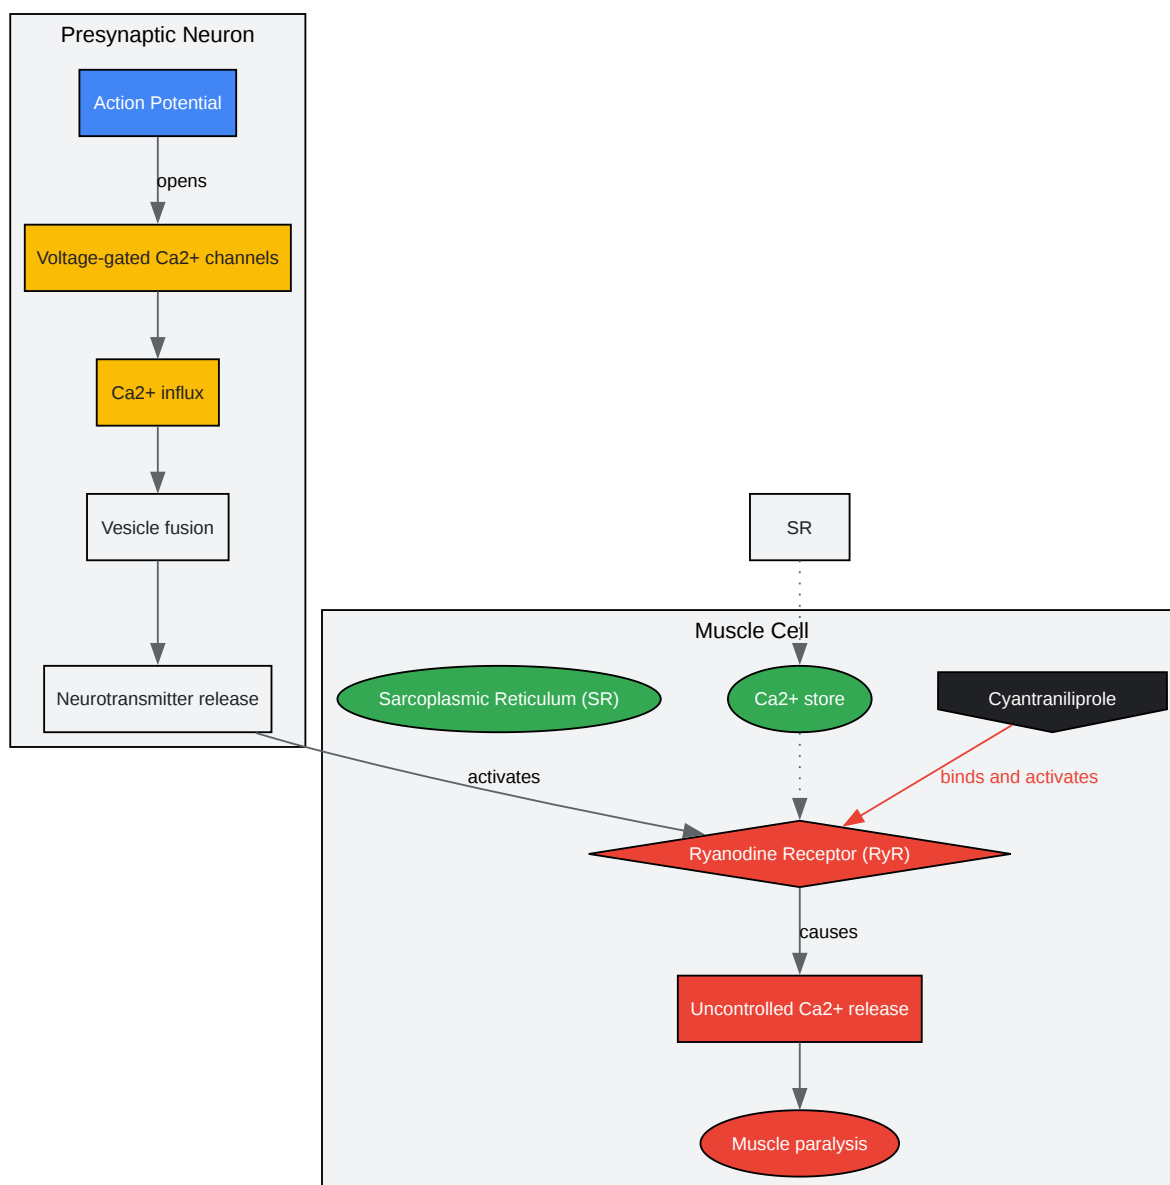 Presynaptic Neuron
Action Potential
opens
Voltage-gated Ca2+ channels
Ca2+ influx
Vesicle fusion
Neurotransmitter release
SR
Muscle Cell
Sarcoplasmic Reticulum (SR)
Ca2+ store
Cyantraniliprole
activates
binds and activates
Ryanodine Receptor (RyR)
causes
Uncontrolled Ca2+ release
Muscle paralysis